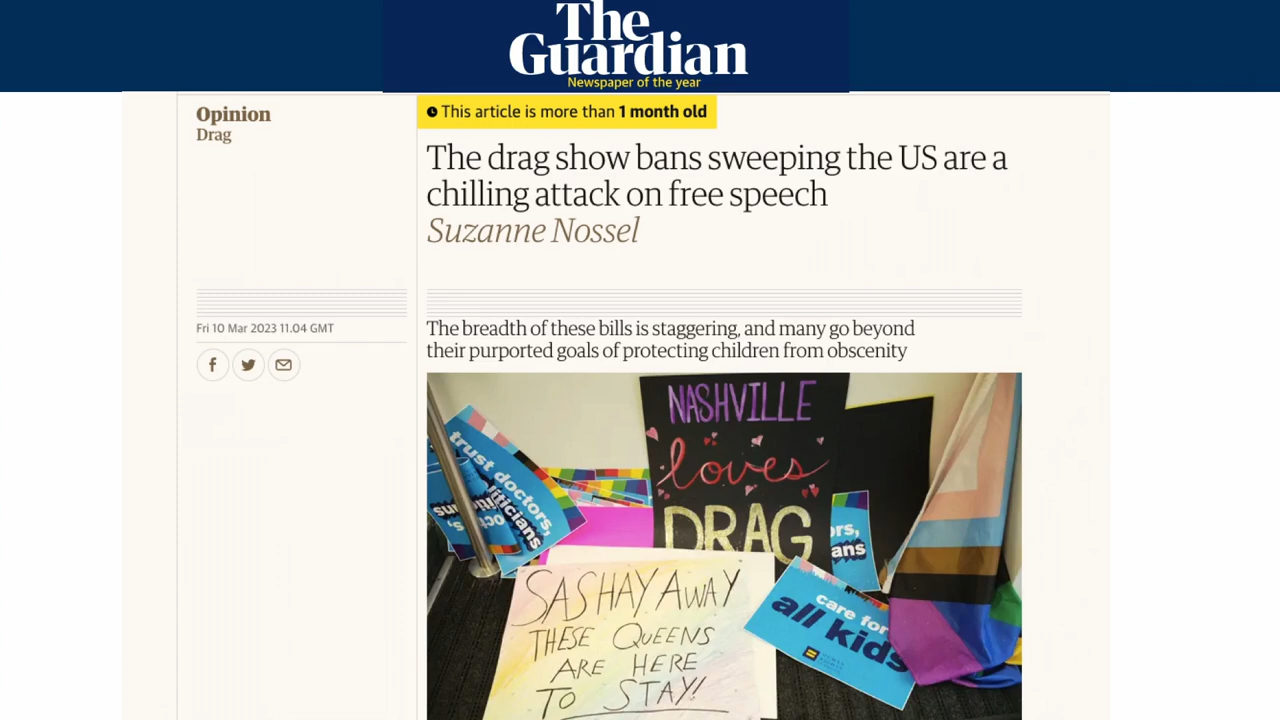 The
Guardian
Newspaper of the year
Opinion
Drag
This article is more than 1 month old
The drag show bans sweeping the US are a
chilling attack on free speech
Suzanne Nossel
Fri 10 Mar 2023 11.04 GMT
The breadth of these bills is staggering, and many go beyond
their purported goals of protecting children from obscenity
NASHVILLE
loves
DRAG
trust doctors,
iticians
ors,
ans
SASHAY AWAY
THESE QUEENS
ARE HERE
TO STAY!
care for
all kids